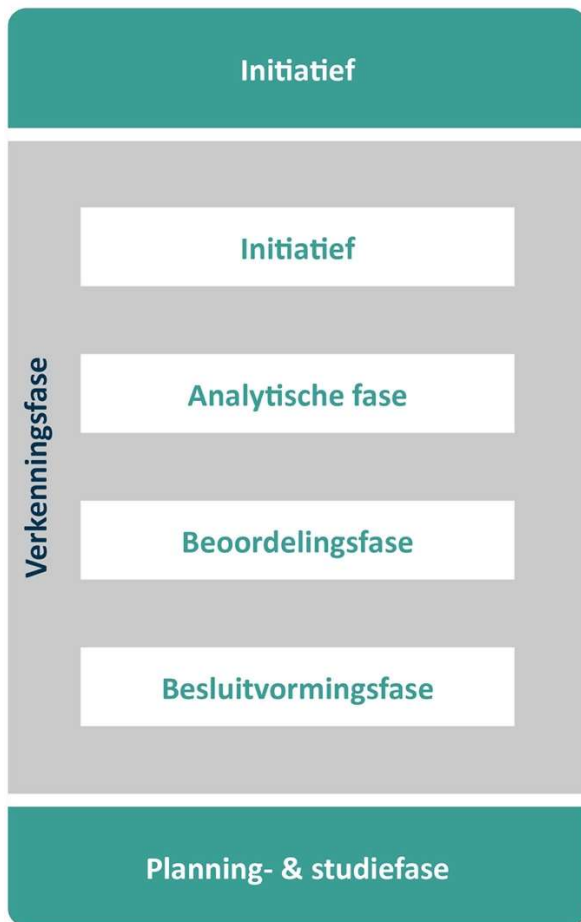 Initiatief
Verkenningsfase
Initiatief
Analytische fase
Beoordelingsfase
Besluitvormingsfase
Planning- & studiefase